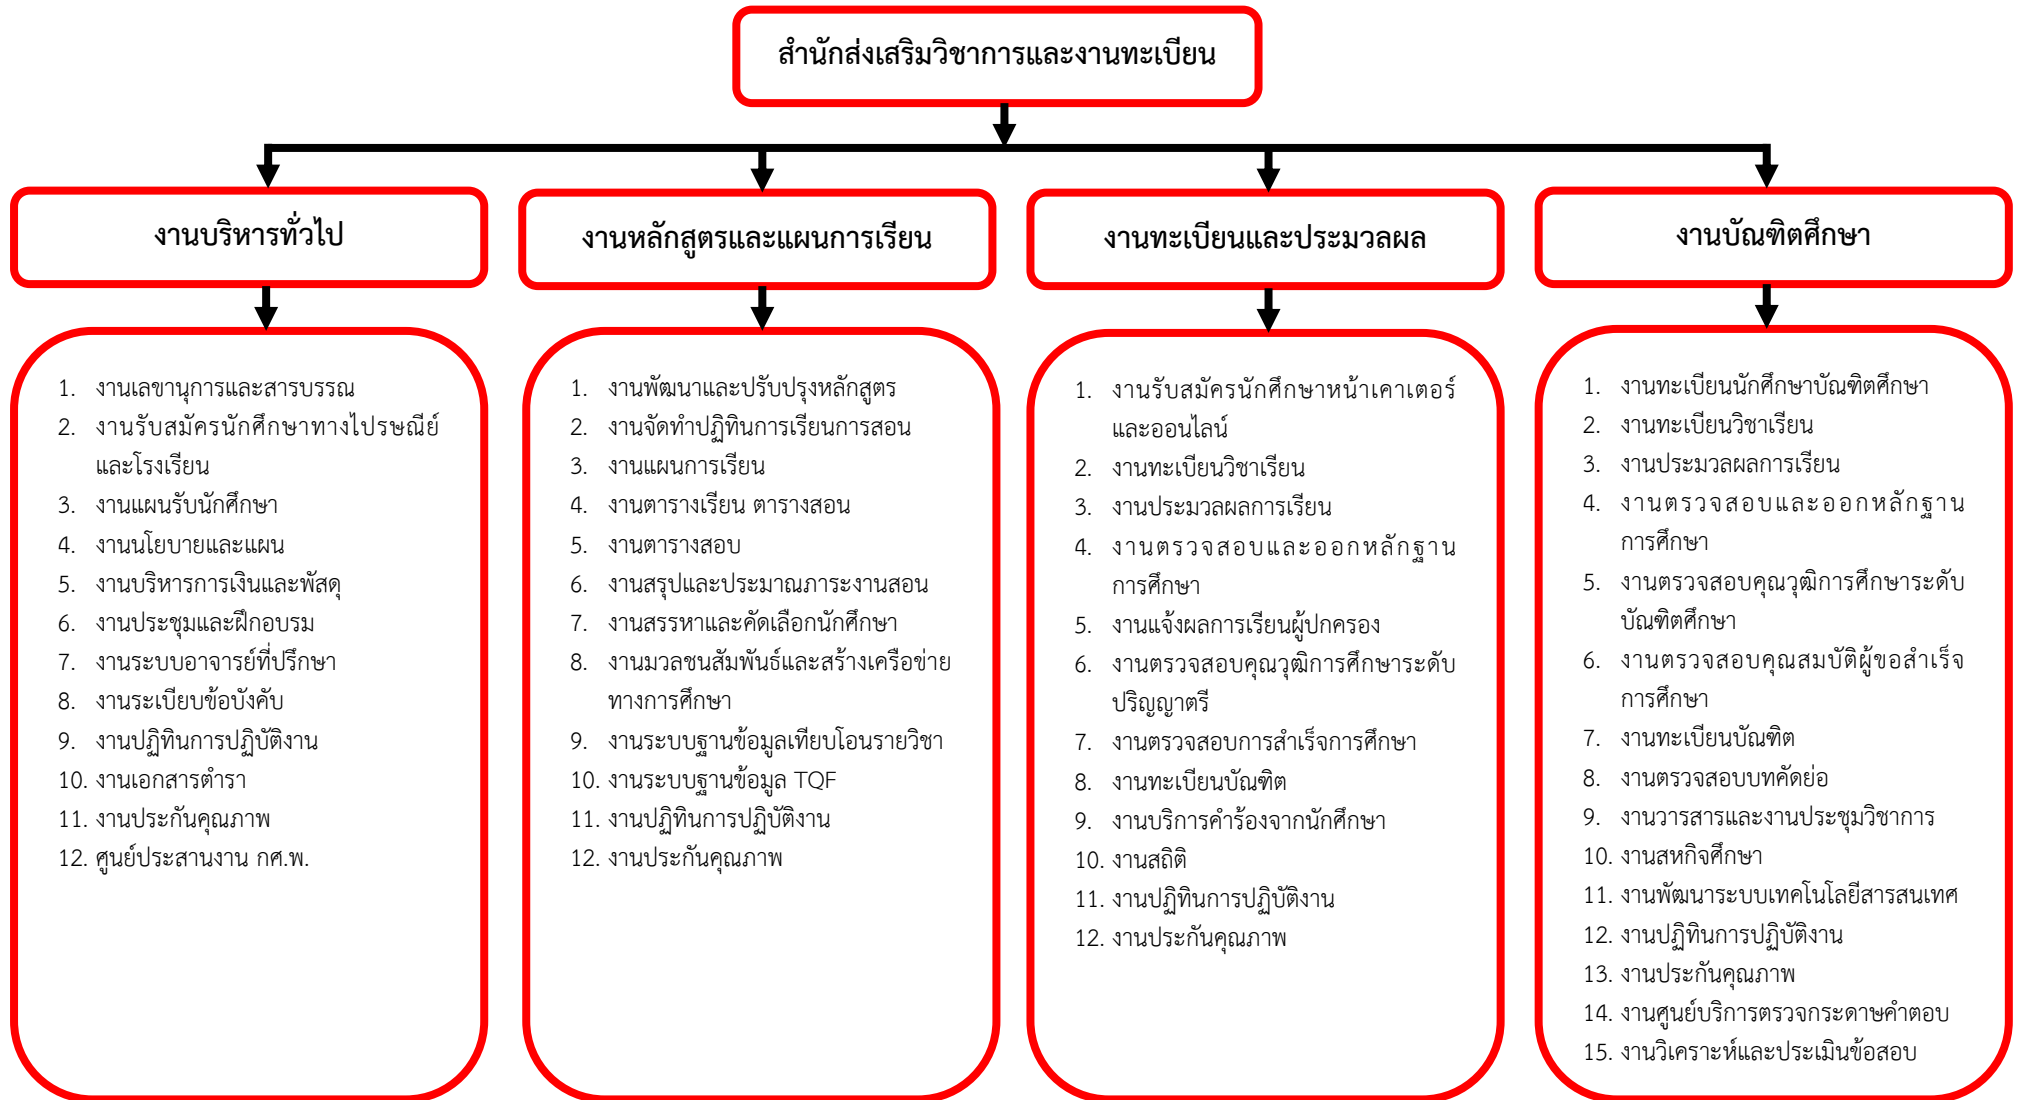 สำนักส่งเสริมวิชาการและงานทะเบียน
งานบริหารทั่วไป
1. งานเลขานุการและสารบรรณ
2. งานรับสมัครนักศึกษาทางไปรษณีย์
และโรงเรียน
3. งานแผนรับนักศึกษา
4. งานนโยบายและแผน
5. งานบริหารการเงินและพัสดุ
6. งานประชุมและฝึกอบรม
7. งานระบบอาจารย์ที่ปรึกษา
8. งานระเบียบข้อบังคับ
9. งานปฏิทินการปฏิบัติงาน
10. งานเอกสารตำรา
11. งานประกันคุณภาพ
12. ศูนย์ประสานงาน กศ.พ.
งานหลักสูตรและแผนการเรียน
1. งานพัฒนาและปรับปรุงหลักสูตร
2. งานจัดทำปฏิทินการเรียนการสอน
3. งานแผนการเรียน
4. งานตารางเรียน ตารางสอน
5. งานตารางสอบ
6. งานสรุปและประมาณภาระงานสอน
7. งานสรรหาและคัดเลือกนักศึกษา
8. งานมวลชนสัมพันธ์และสร้างเครือข่าย
ทางการศึกษา
9. งานระบบฐานข้อมูลเทียบโอนรายวิชา
10. งานระบบฐานข้อมูล TQF
11. งานปฏิทินการปฏิบัติงาน
12. งานประกันคุณภาพ
งานทะเบียนและประมวลผล
1. งานรับสมัครนักศึกษาหน้าเคาเตอร์
และออนไลน์
2. งานทะเบียนวิชาเรียน
3. งานประมวลผลการเรียน
4. งานตรวจสอบและออกหลักฐาน
การศึกษา
5. งานแจ้งผลการเรียนผู้ปกครอง
6. งานตรวจสอบคุณวุฒิการศึกษาระดับ
ปริญญาตรี
7. งานตรวจสอบการสำเร็จการศึกษา
8. งานทะเบียนบัณฑิต
9. งานบริการคำร้องจากนักศึกษา
10. งานสถิติ
11. งานปฏิทินการปฏิบัติงาน
12. งานประกันคุณภาพ
งานบัณฑิตศึกษา
1. งานทะเบียนนักศึกษาบัณฑิตศึกษา
2. งานทะเบียนวิชาเรียน
3. งานประมวลผลการเรียน
4. งานตรวจสอบและออกหลักฐาน
การศึกษา
5. งานตรวจสอบคุณวุฒิการศึกษาระดับ
บัณฑิตศึกษา
6. งานตรวจสอบคุณสมบัติผู้ขอสำเร็จ
การศึกษา
7. งานทะเบียนบัณฑิต
8. งานตรวจสอบบทคัดย่อ
9. งานวารสารและงานประชุมวิชาการ
10. งานสหกิจศึกษา
11. งานพัฒนาระบบเทคโนโลยีสารสนเทศ
12. งานปฏิทินการปฏิบัติงาน
13. งานประกันคุณภาพ
14. งานศูนย์บริการตรวจกระดาษคำตอบ
15. งานวิเคราะห์และประเมินข้อสอบ